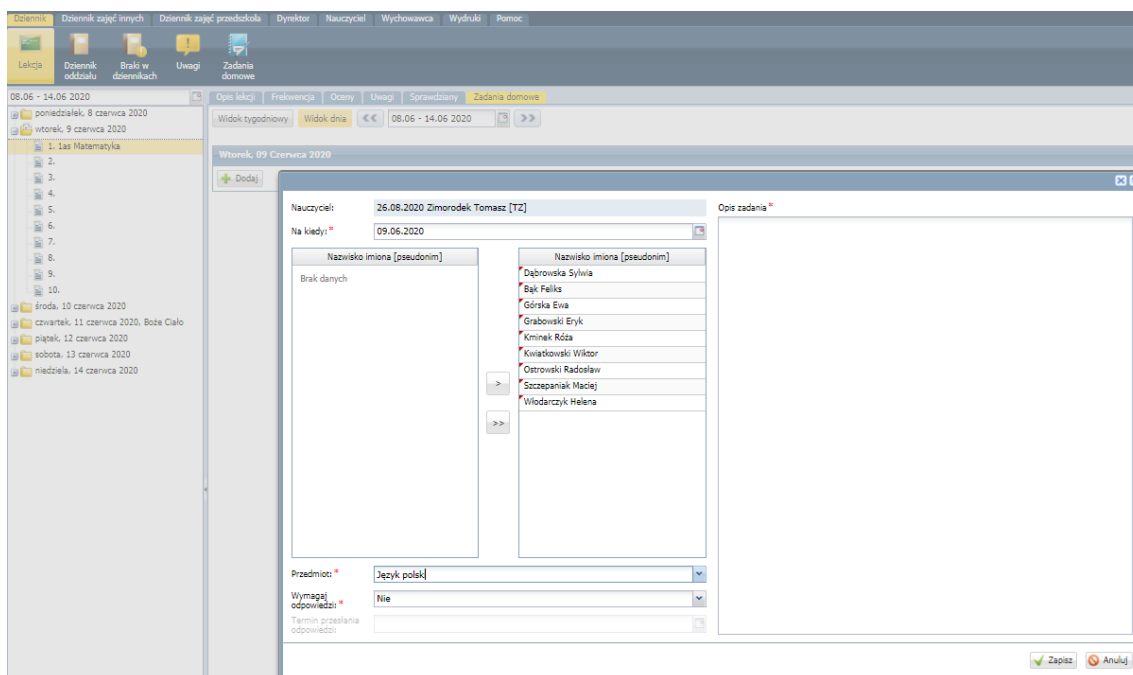 Dziennik Dziennik zajęć innych Dziennik zajęć przedszkola Dyrektor Nauczyciel Wychowawca Wydruki Pomoc
Lekcja Dziennik oddziału Braki w dziennikach Uwagi Zadania domowe
08.06 - 14.06 2020
poniedziałek, 8 czerwca 2020
wtorek, 9 czerwca 2020
1. 1as Matematyka
2.
3.
4.
5.
6.
7.
8.
9.
10.
środa, 10 czerwca 2020
czwartek, 11 czerwca 2020, Boże Ciało
piątek, 12 czerwca 2020
sobota, 13 czerwca 2020
niedziela, 14 czerwca 2020
Opis lekcji Frekwencja Oceny Uwagi Sprawdziany Zadania domowe
Widok tygodniowy Widok dnia << 08.06 - 14.06 2020 >>
Wtorek, 09 Czerwca 2020
Dodaj
Nauczyciel: 26.08.2020 Zimorodek Tomasz [TZ]
Na kiedy: * 09.06.2020
Nazwisko imiona [pseudonim]
Brak danych
>
>>
Nazwisko imiona [pseudonim]
Dąbrowska Sylwia
Bąk Feliks
Górska Ewa
Grabowski Eryk
Kminek Róża
Kwiatkowski Wiktor
Ostrowski Radosław
Szczepaniak Maciej
Włodarczyk Helena
Przedmiot: * Język polski
Wymagaj odpowiedzi: * Nie
Termin przesłania odpowiedzi:
Opis zadania *
Zapisz Anuluj